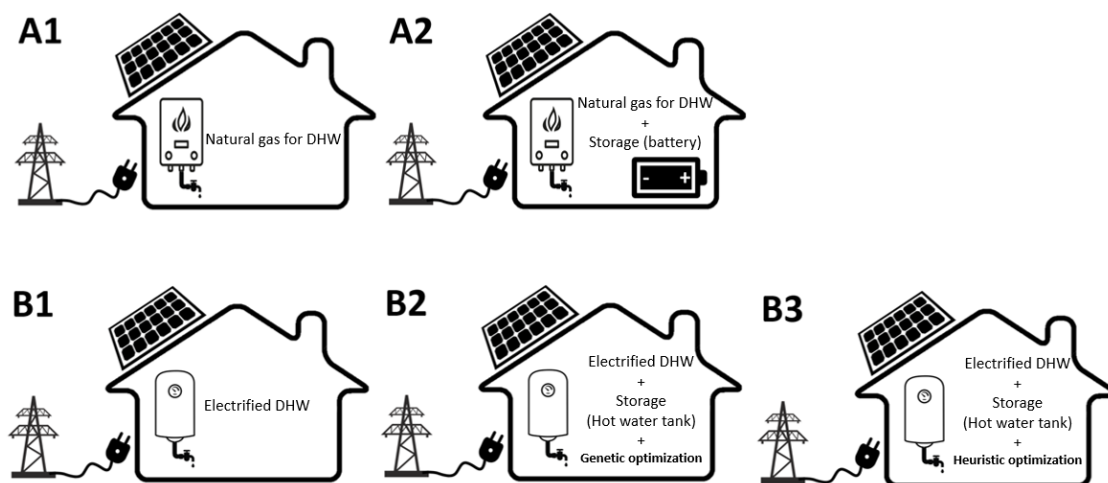 A1
Natural gas for DHW
A2
Natural gas for DHW
+
Storage (battery)
- +
B1
Electrified DHW
B2
Electrified DHW
+
Storage
(Hot water tank)
+
Genetic optimization
B3
Electrified DHW
+
Storage
(Hot water tank)
+
Heuristic optimization